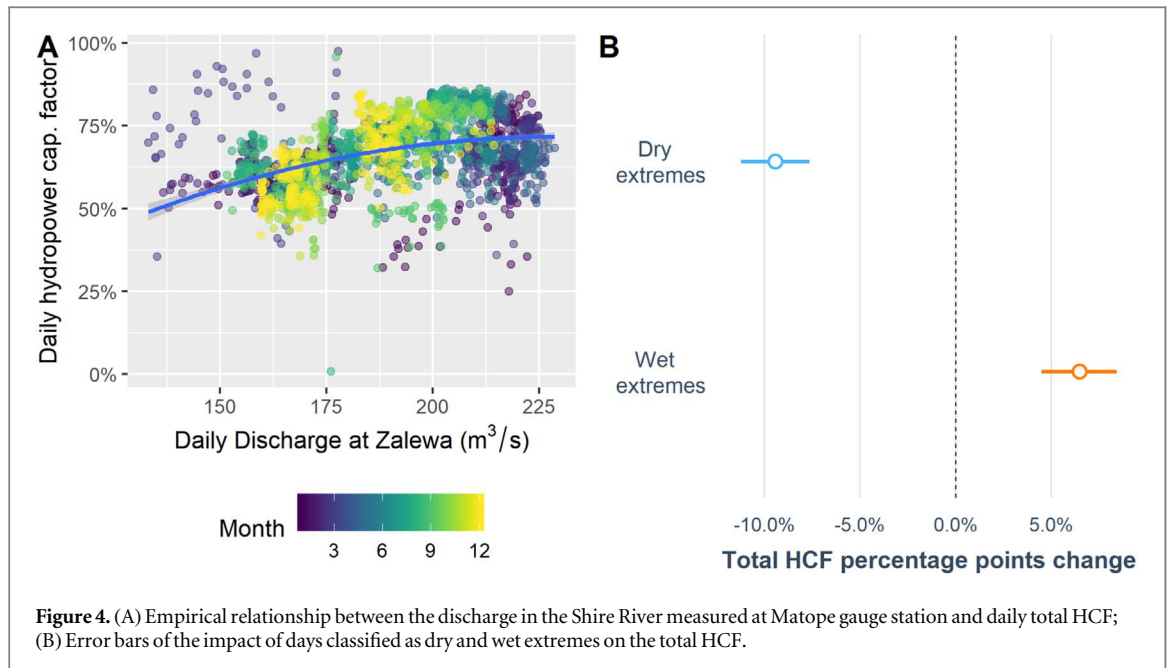 A
Daily hydropower cap. factor
100%
75%
50%
25%
0%
150 175 200 225
Daily Discharge at Zalewa (m³/s)
Month
3 6 9 12
B
Dry
extremes
Wet
extremes
-10.0% -5.0% 0.0% 5.0%
Total HCF percentage points change
Figure 4. (A) Empirical relationship between the discharge in the Shire River measured at Matope gauge station and daily total HCF;
(B) Error bars of the impact of days classified as dry and wet extremes on the total HCF.